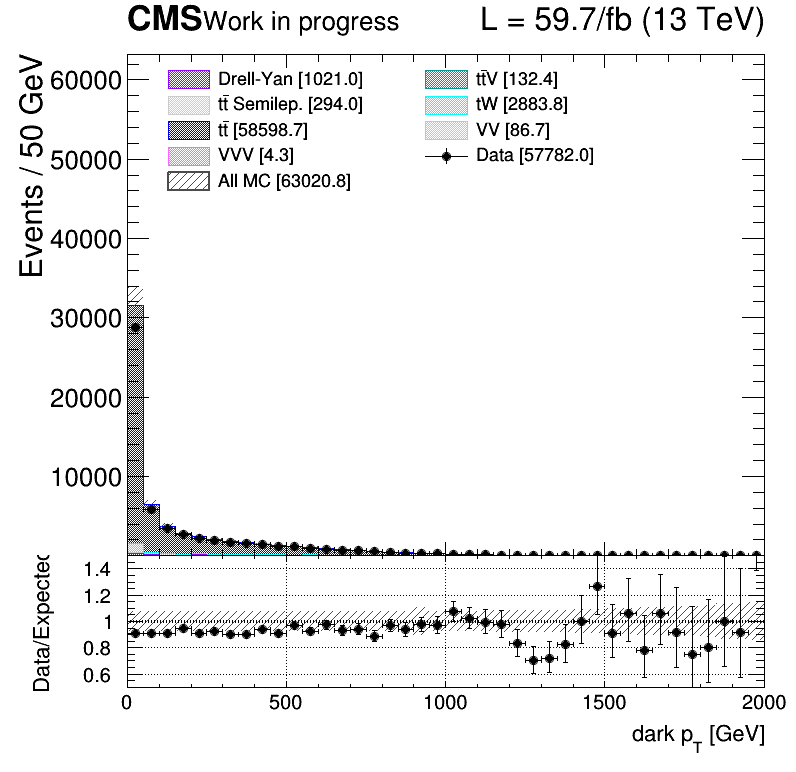 CMS Work in progress L = 59.7/fb (13 TeV)
Events / 50 GeV
60000
50000
40000
30000
20000
10000
Drell-Yan [1021.0]
tt̄ Semilep. [294.0]
tt̄ [58598.7]
VVV [4.3]
All MC [63020.8]
tt̄V [132.4]
tW [2883.8]
VV [86.7]
Data [57782.0]
Data/Expected
1.4
1.2
1
0.8
0.6
0 500 1000 1500 2000
dark p_T [GeV]